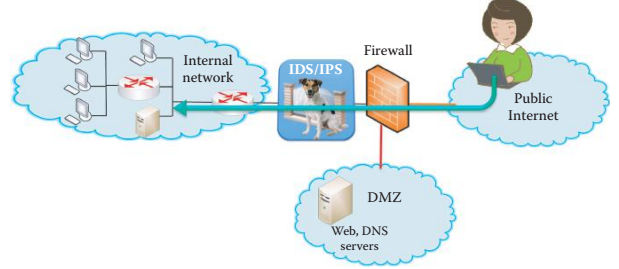 Internal
network
IDS/IPS
Firewall
Public
Internet
DMZ
Web, DNS
servers